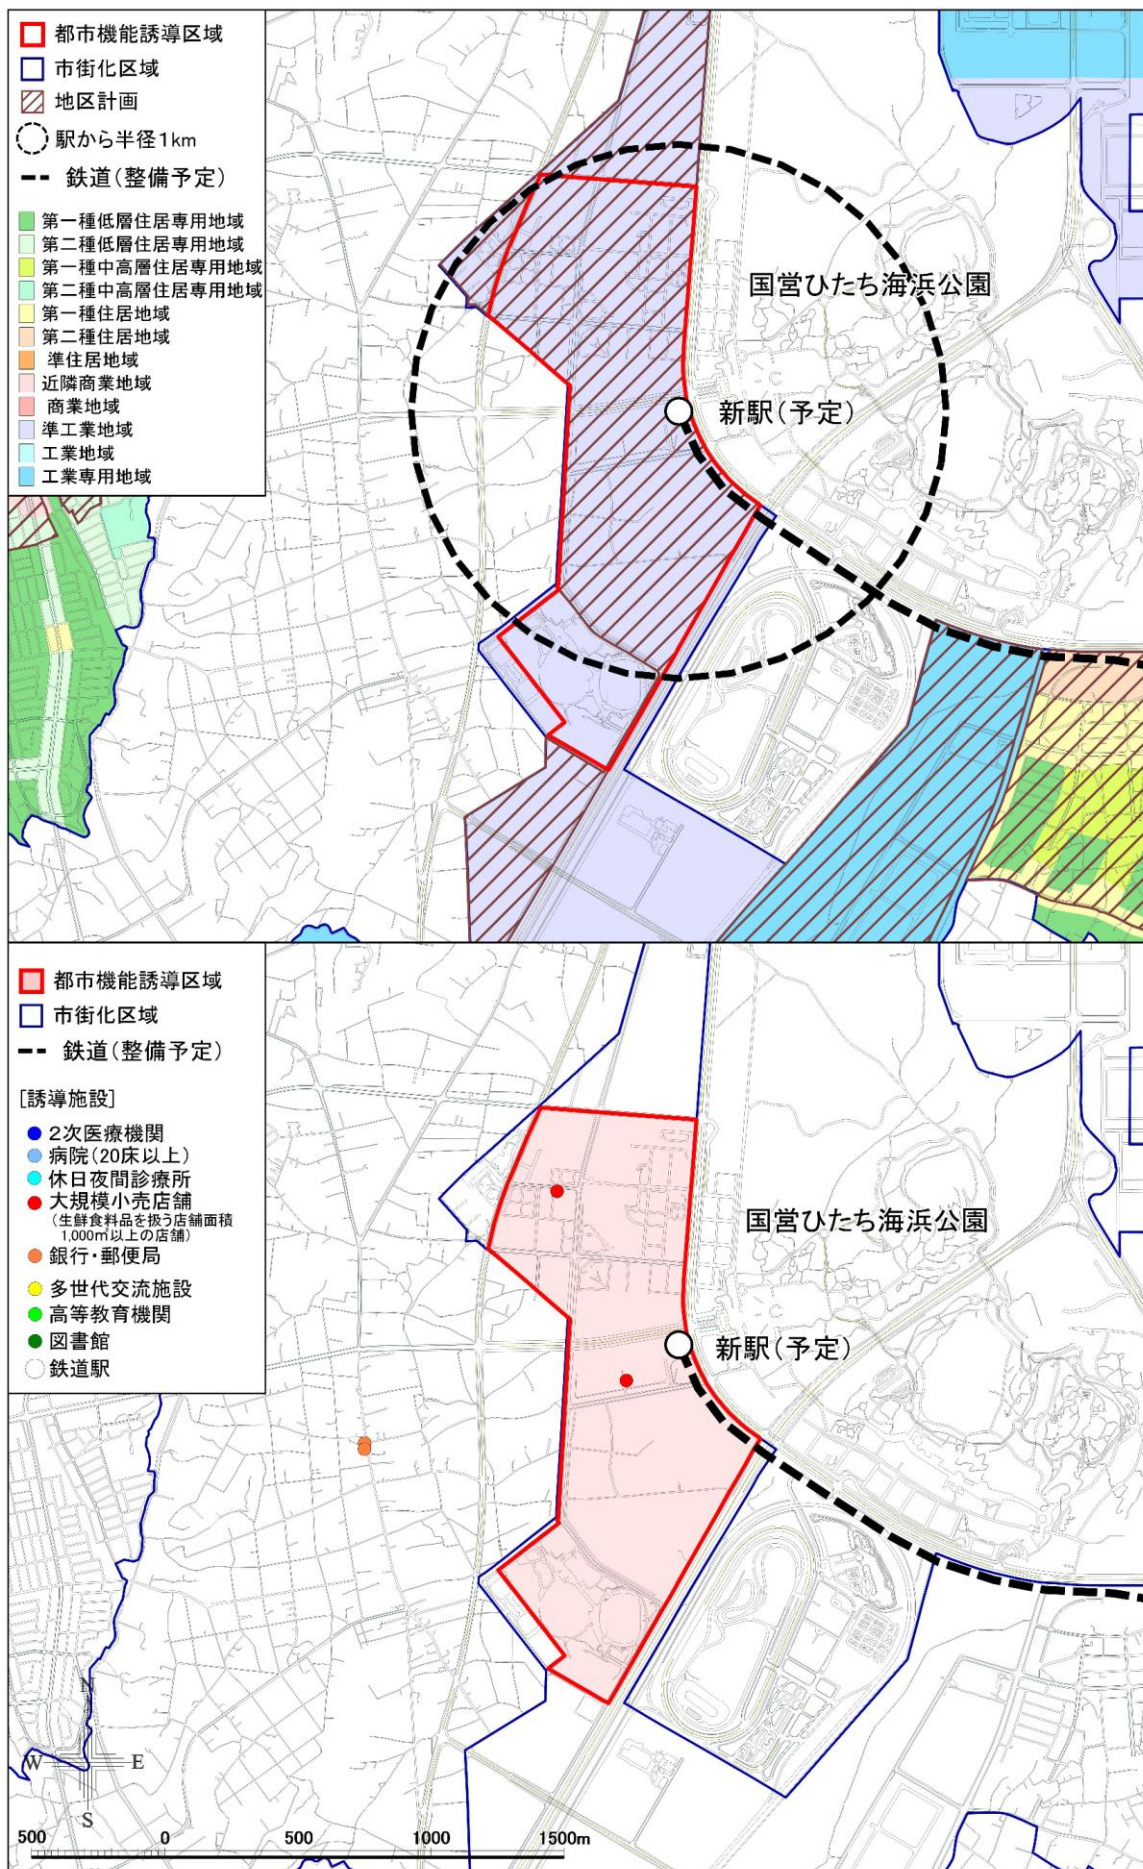 都市機能誘導区域
市街化区域
地区計画
駅から半径1km
鉄道(整備予定)
第一種低層住居専用地域
第二種低層住居専用地域
第一種中高層住居専用地域
第二種中高層住居専用地域
第一種住居地域
第二種住居地域
準住居地域
近隣商業地域
商業地域
準工業地域
工業地域
工業専用地域
国営ひたち海浜公園
新駅(予定)
都市機能誘導区域
市街化区域
鉄道(整備予定)
[誘導施設]
2次医療機関
病院(20床以上)
休日夜間診療所
大規模小売店舗
(生鮮食料品を扱う店舗面積
1,000㎡以上の店舗)
銀行・郵便局
多世代交流施設
高等教育機関
図書館
鉄道駅
国営ひたち海浜公園
新駅(予定)
N
W E
S
500 0 500 1000 1500m